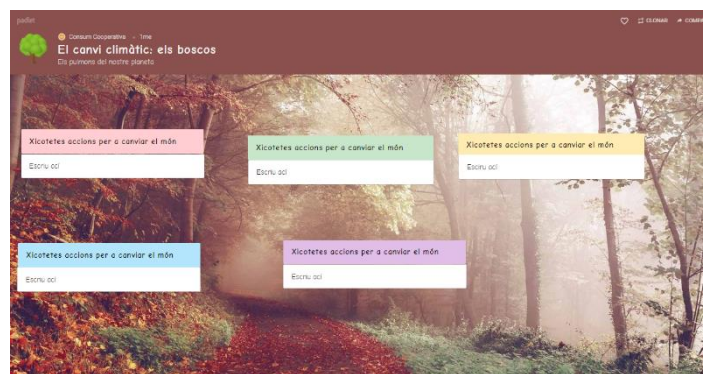 padlet
CLONAR
Consum Cooperativa • 1me
El canvi climàtic: els boscos
Els pulmons del nostre planeta
Xicotetes accions per a canviar el món
Escriu ací
Xicotetes accions per a canviar el món
Escriu ací
Xicotetes accions per a canviar el món
Escriu ací
Xicotetes accions per a canviar el món
Escriu ací
Xicotetes accions per a canviar el món
Escriu ací